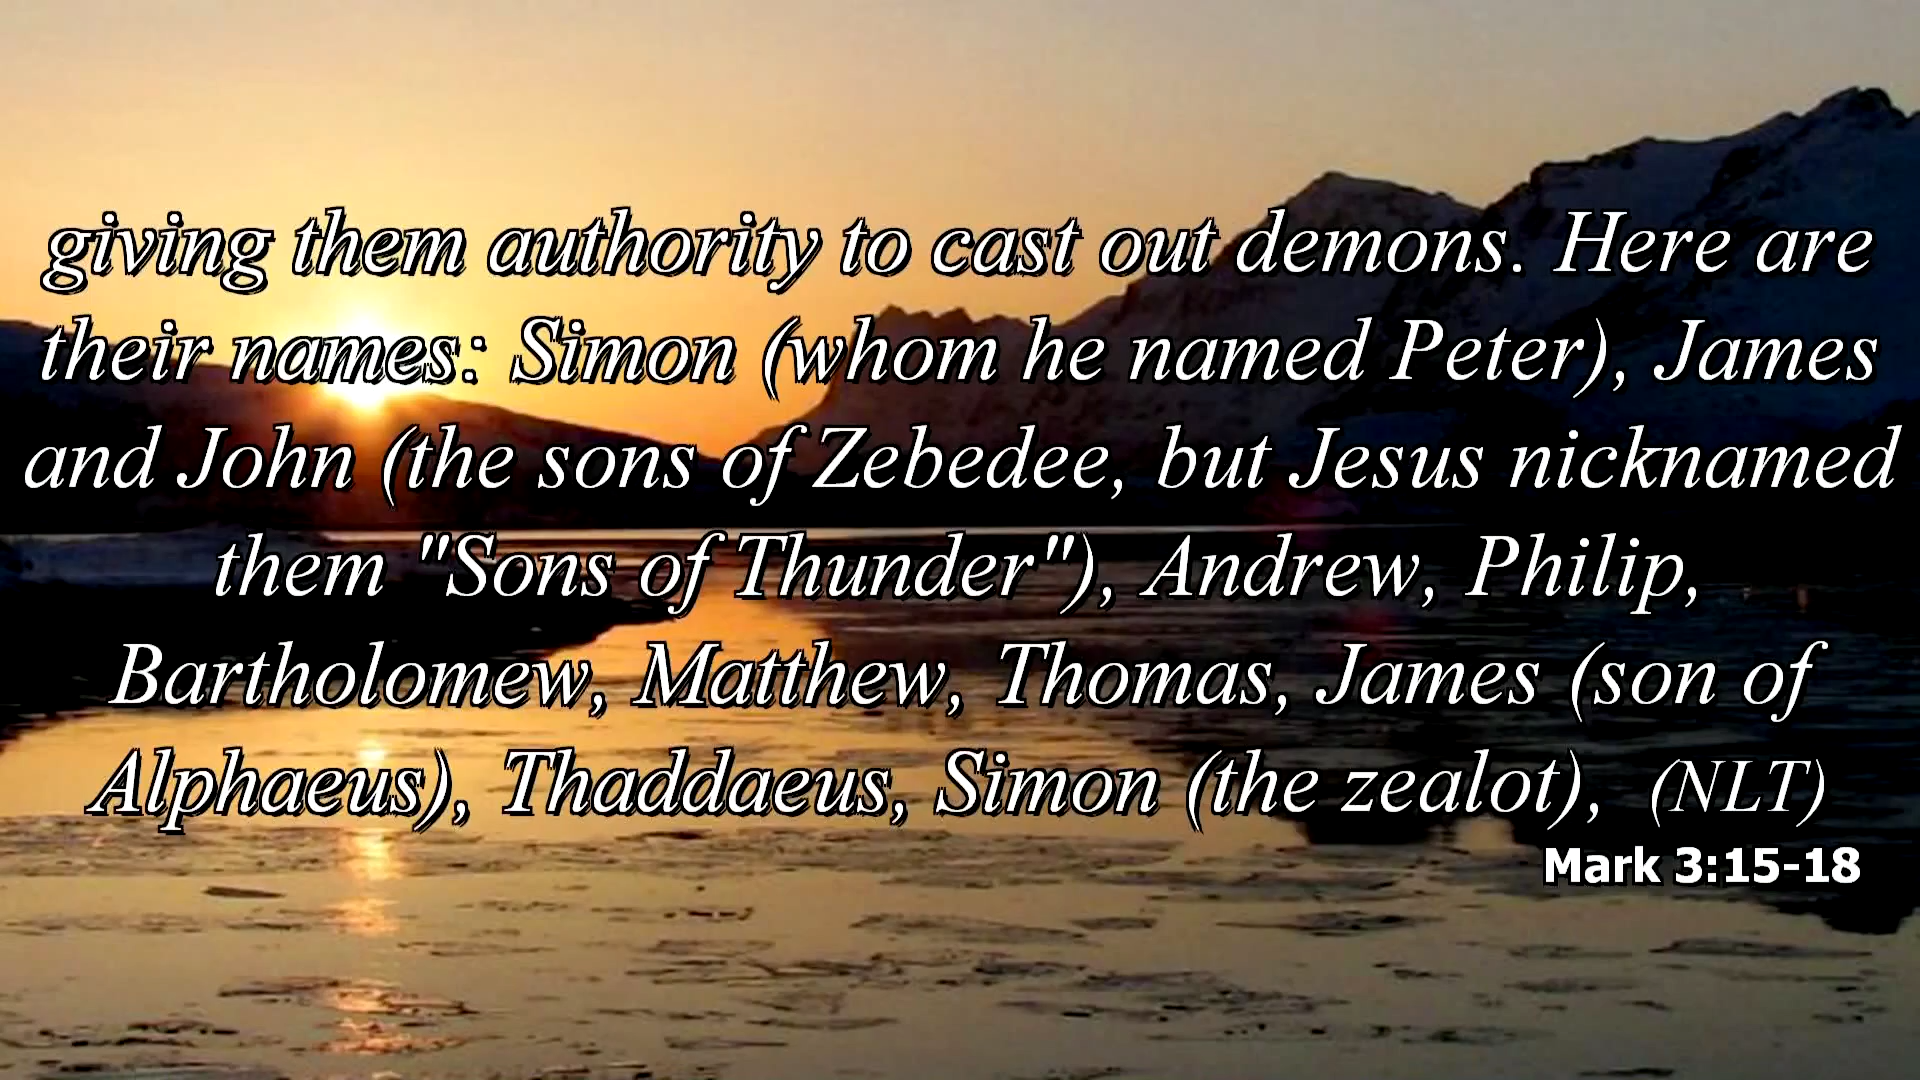 giving them authority to cast out demons. Here are
their names: Simon (whom he named Peter), James
and John (the sons of Zebedee, but Jesus nicknamed
them "Sons of Thunder"), Andrew, Philip,
Bartholomew, Matthew, Thomas, James (son of
Alphaeus), Thaddaeus, Simon (the zealot), (NLT)
Mark 3:15-18